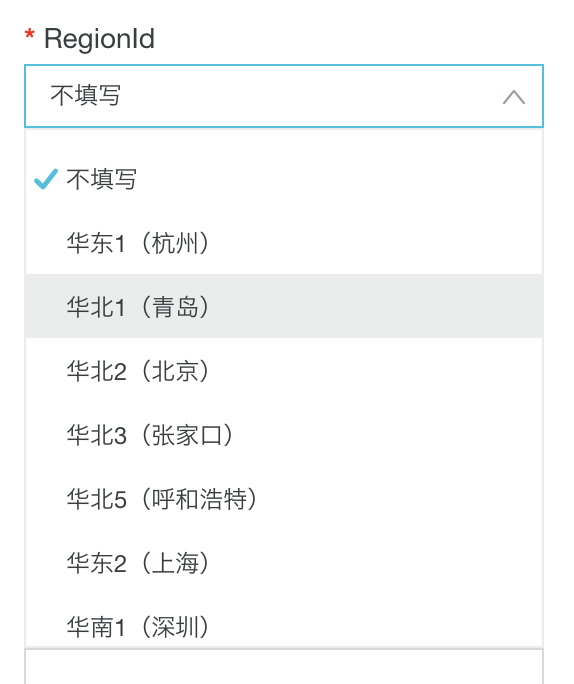 * RegionId
不填写
不填写
华东1（杭州）
华北1（青岛）
华北2（北京）
华北3（张家口）
华北5（呼和浩特）
华东2（上海）
华南1（深圳）